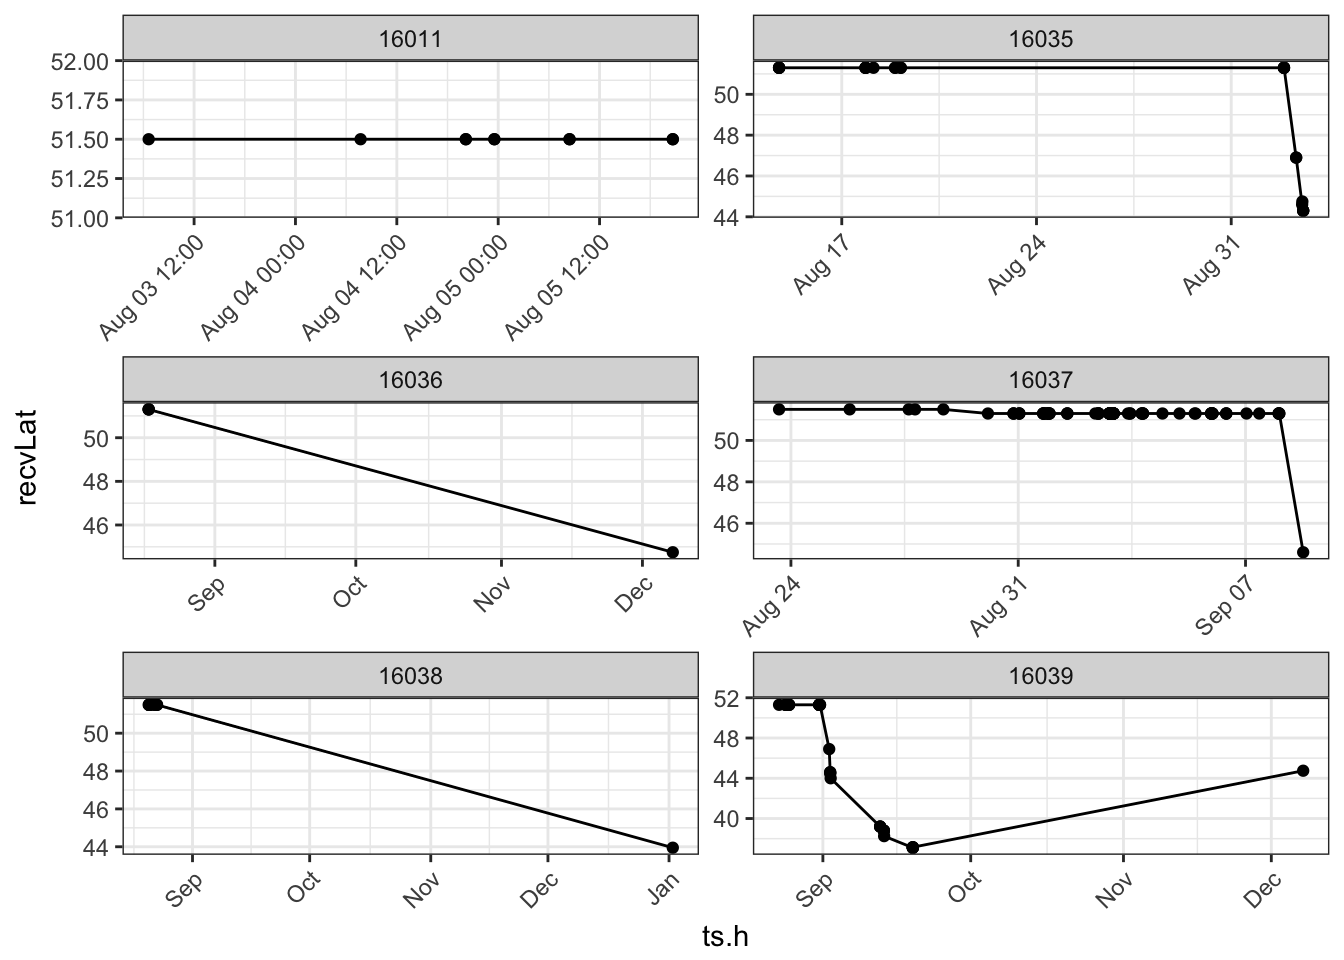 16011
16035
52.00
51.75
51.50
51.25
51.00
50
48
46
44
Aug 03 12:00
Aug 04 00:00
Aug 04 12:00
Aug 05 00:00
Aug 05 12:00
Aug 17
Aug 24
Aug 31
16036
16037
50
48
46
50
48
46
Sep
Oct
Nov
Dec
Aug 24
Aug 31
Sep 07
recvLat
16038
16039
50
48
46
44
52
48
44
40
Sep
Oct
Nov
Dec
Jan
Sep
Oct
Nov
Dec
ts.h